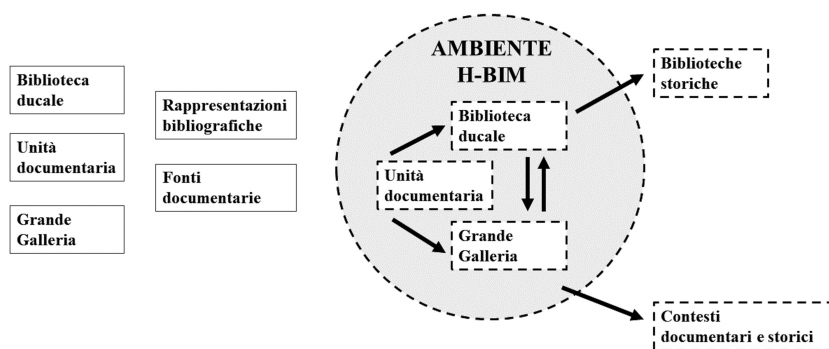 Biblioteca
ducale
Unità
documentaria
Grande
Galleria
Rappresentazioni
bibliografiche
Fonti
documentarie
AMBIENTE
H-BIM
Biblioteca
ducale
Unità
documentaria
Grande
Galleria
Biblioteche
storiche
Contesti
documentari e storici